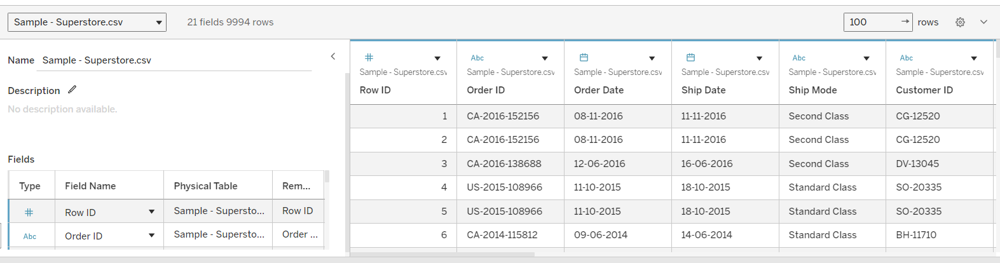 Sample - Superstore.csv 21 fields 9994 rows 100 → rows
Name Sample - Superstore.csv
Description
No description available.
Fields
Type Field Name Physical Table Rem...
# Row ID Sample - Supersto... Row ID
Abc Order ID Sample - Supersto... Order ...
# Abc Abc Abc
Sample - Superstore.csv Sample - Superstore.csv Sample - Superstore.csv Sample - Superstore.csv Sample - Superstore.csv Sample - Superstore.csv
Row ID Order ID Order Date Ship Date Ship Mode Customer ID
1 CA-2016-152156 08-11-2016 11-11-2016 Second Class CG-12520
2 CA-2016-152156 08-11-2016 11-11-2016 Second Class CG-12520
3 CA-2016-138688 12-06-2016 16-06-2016 Second Class DV-13045
4 US-2015-108966 11-10-2015 18-10-2015 Standard Class SO-20335
5 US-2015-108966 11-10-2015 18-10-2015 Standard Class SO-20335
6 CA-2014-115812 09-06-2014 14-06-2014 Standard Class BH-11710